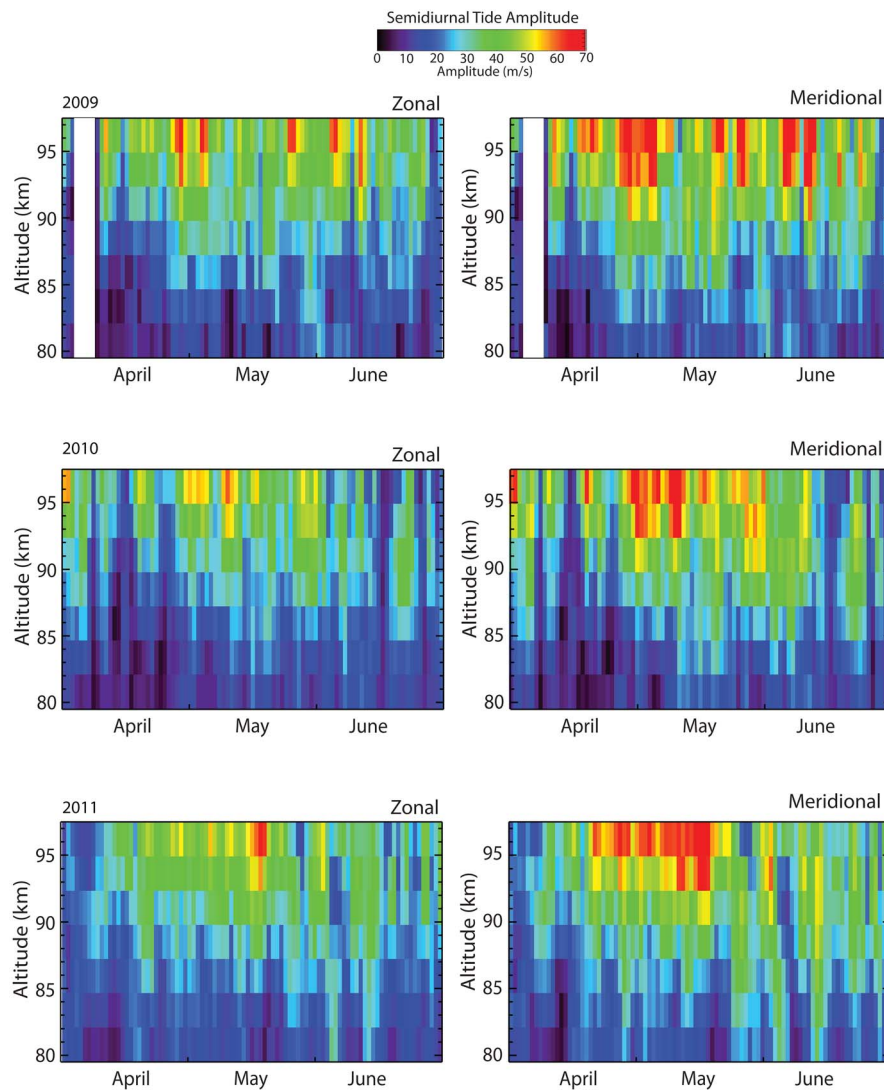 Semidiurnal Tide Amplitude
0 10 20 30 40 50 60 70
Amplitude (m/s)
2009 Zonal
Altitude (km)
95
90
85
80
April May June
Meridional
Altitude (km)
95
90
85
80
April May June
2010 Zonal
Altitude (km)
95
90
85
80
April May June
Meridional
Altitude (km)
95
90
85
80
April May June
2011 Zonal
Altitude (km)
95
90
85
80
April May June
Meridional
Altitude (km)
95
90
85
80
April May June